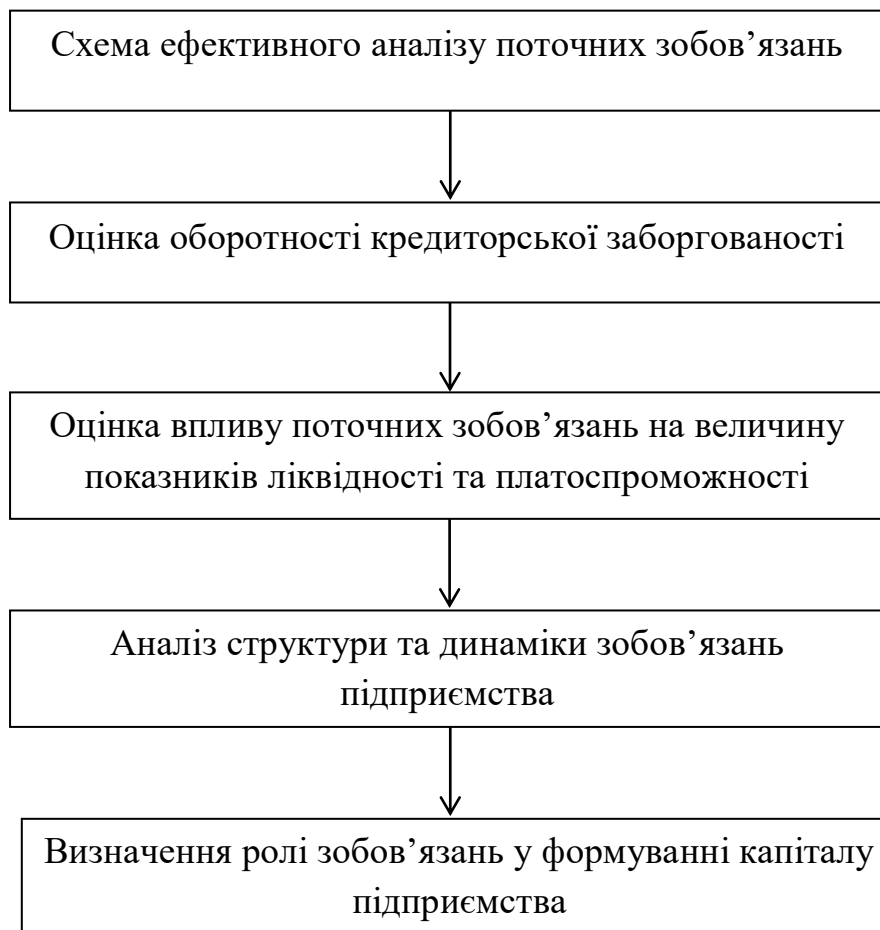 Схема ефективного аналізу поточних зобов’язань
Оцінка оборотності кредиторської заборгованості
Оцінка впливу поточних зобов’язань на величину
показників ліквідності та платоспроможності
Аналіз структури та динаміки зобов’язань
підприємства
Визначення ролі зобов’язань у формуванні капіталу
підприємства